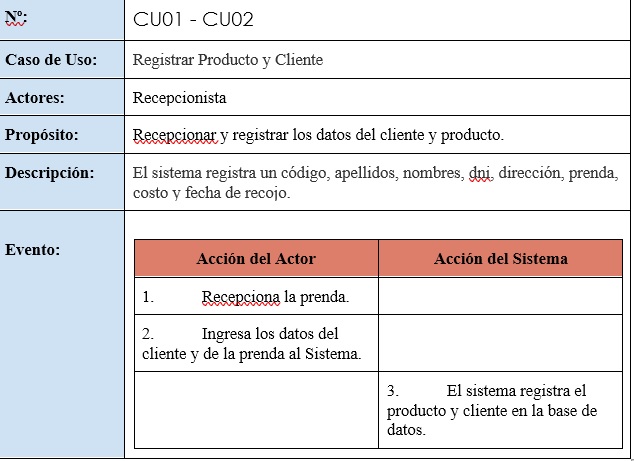 Nº: CU01 - CU02
Caso de Uso: Registrar Producto y Cliente
Actores: Recepcionista
Propósito: Recepcionar y registrar los datos del cliente y producto.
Descripción: El sistema registra un código, apellidos, nombres, dni, dirección, prenda,
costo y fecha de recojo.
Evento:
Acción del Actor Acción del Sistema
1. Recepciona la prenda.
2. Ingresa los datos del
cliente y de la prenda al Sistema.
3. El sistema registra el
producto y cliente en la base de
datos.